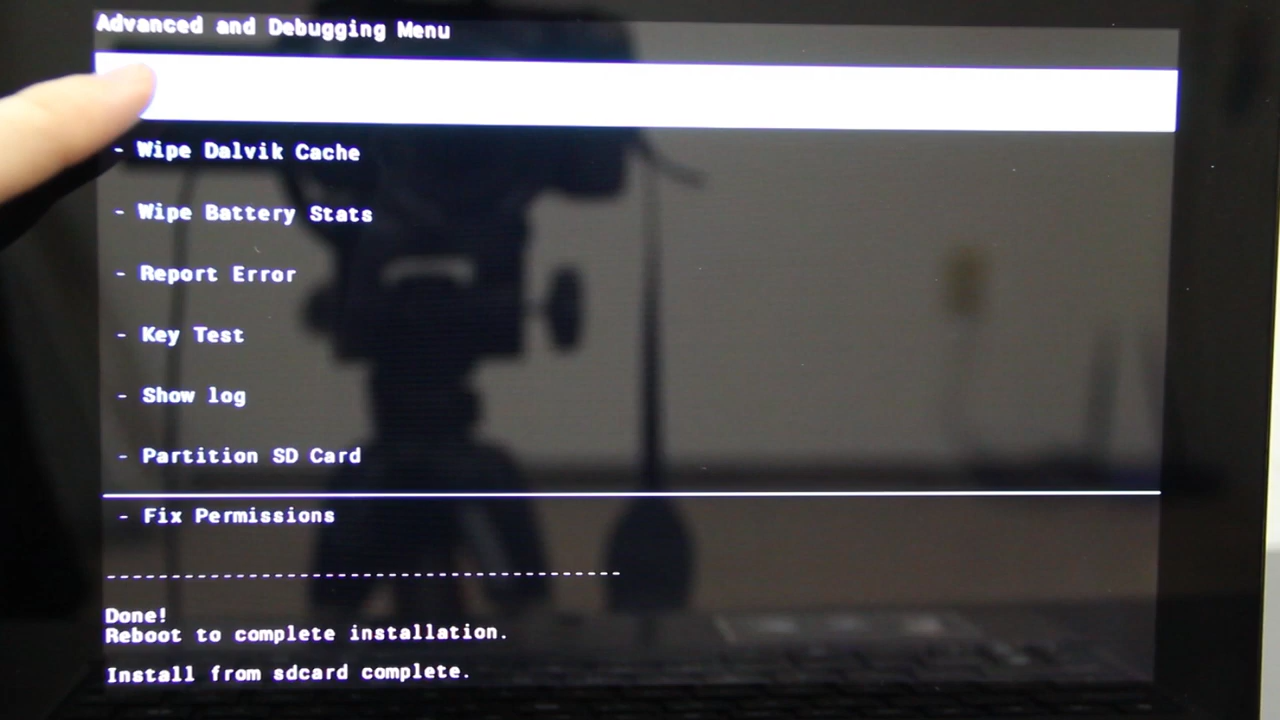 Advanced and Debugging Menu
- Wipe Dalvik Cache
- Wipe Battery Stats
- Report Error
- Key Test
- Show log
- Partition SD Card
- Fix Permissions
----------------------------------------
Done!
Reboot to complete installation.
Install from sdcard complete.